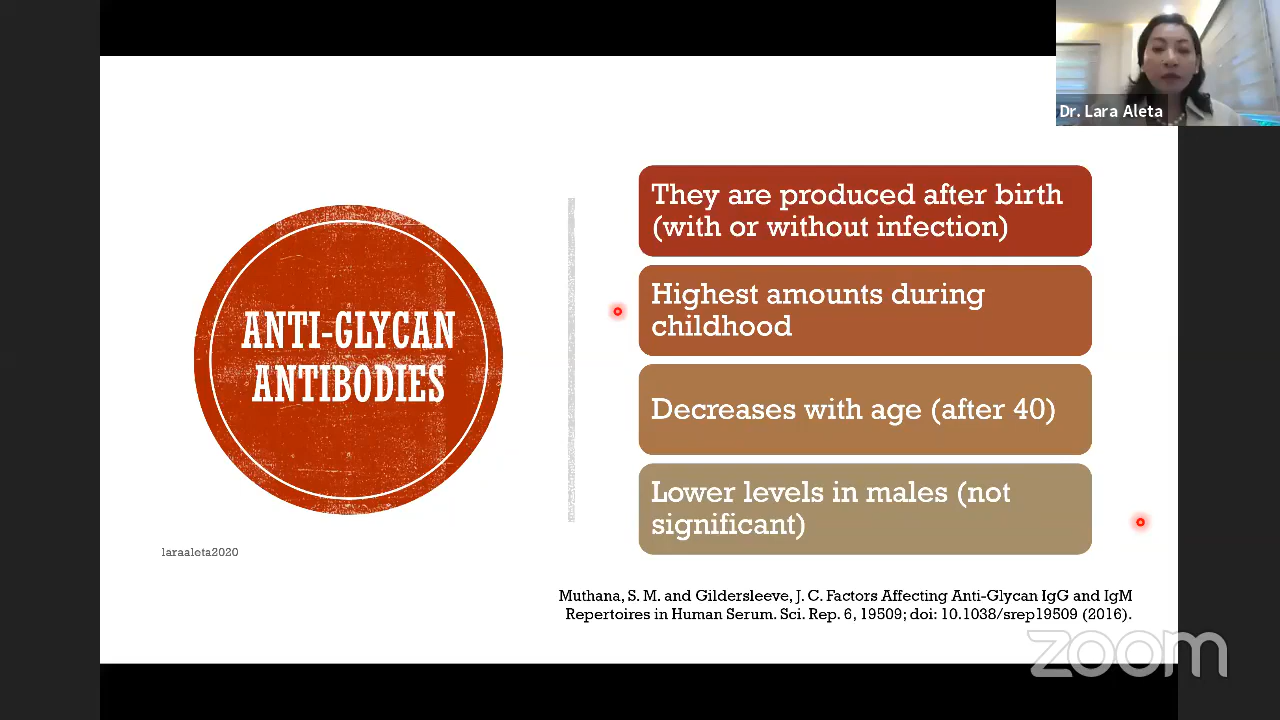 Dr. Lara Aleta
ANTI-GLYCAN
ANTIBODIES
They are produced after birth
(with or without infection)
Highest amounts during
childhood
Decreases with age (after 40)
Lower levels in males (not
significant)
laraaleta2020
Muthana, S. M. and Gildersleeve, J. C. Factors Affecting Anti-Glycan IgG and IgM
Repertoires in Human Serum. Sci. Rep. 6, 19509; doi: 10.1038/srep19509 (2016).
zoom